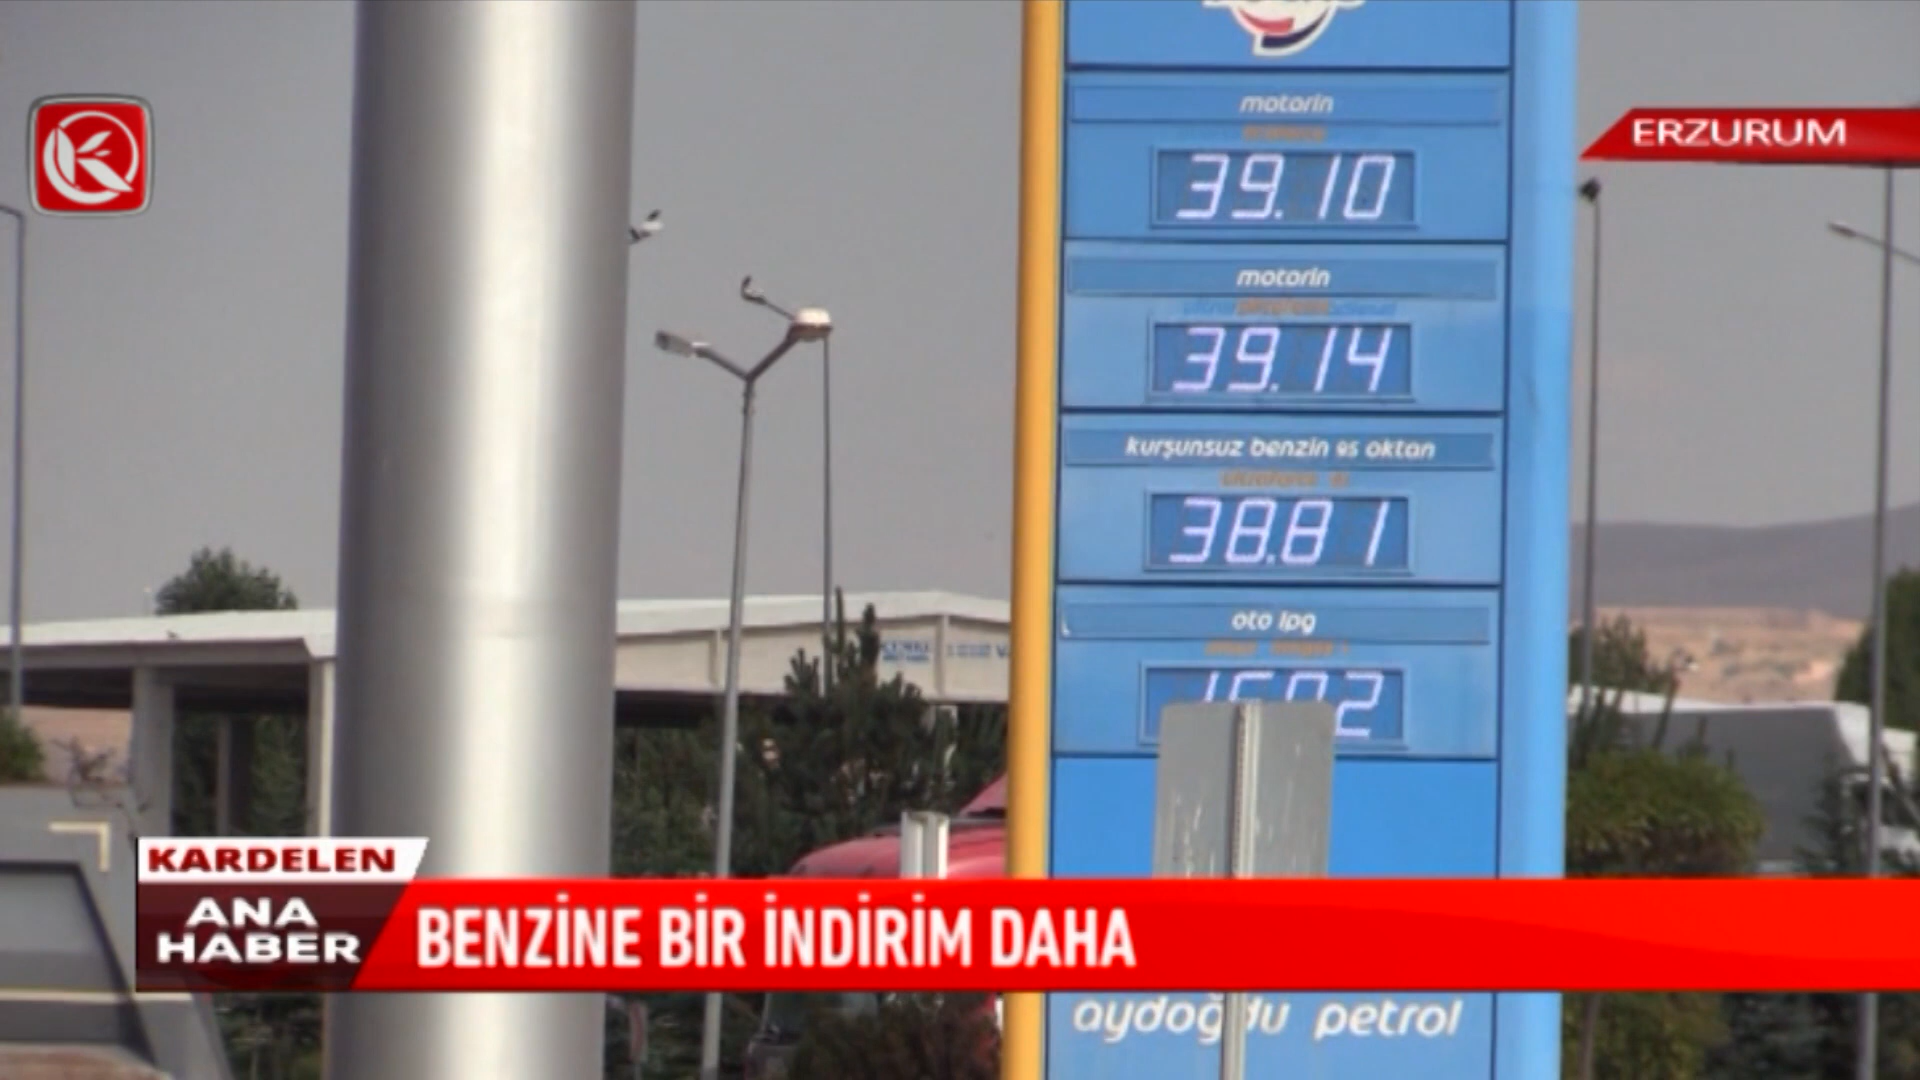 ERZURUM
motorin
39.10
motorin
39.14
kurşunsuz benzin 95 oktan
38.81
oto lpg
KARDELEN
ANA
HABER
BENZİNE BİR İNDİRİM DAHA
aydoğdu petrol